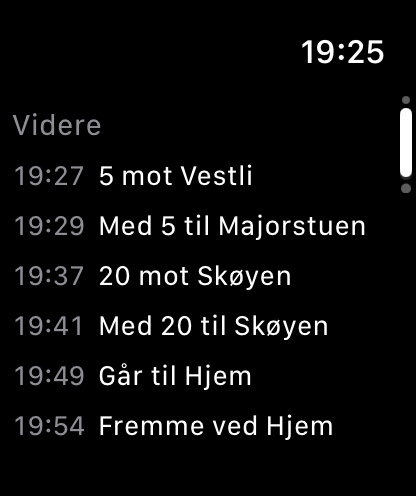 19:25
Videre
19:27 5 mot Vestli
19:29 Med 5 til Majorstuen
19:37 20 mot Skøyen
19:41 Med 20 til Skøyen
19:49 Går til Hjem
19:54 Fremme ved Hjem